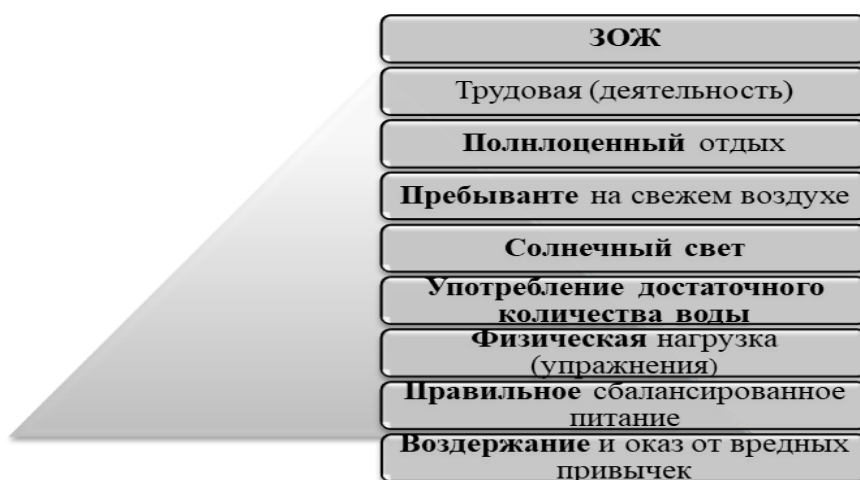 ЗОЖ
Трудовая (деятельность)
Полнлоценный отдых
Пребыванте на свежем воздухе
Солнечный свет
Употребление достаточного
количества воды
Физическая нагрузка
(упражнения)
Правильное сбалансированное
питание
Воздержание и оказ от вредных
привычек